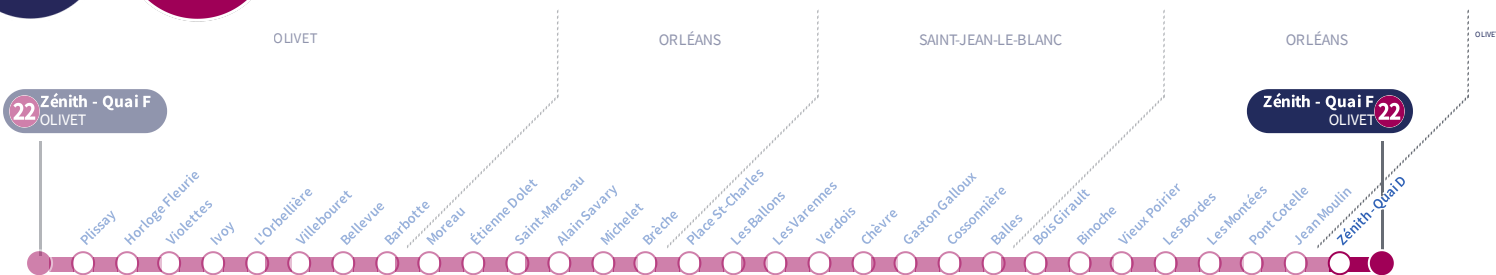 OLIVET
ORLÉANS
SAINT-JEAN-LE-BLANC
ORLÉANS
OLIVE
22
Zénith - Quai F
OLIVET
Zénith - Quai F
OLIVET
22
Plissay
Horloge Fleurie
Violettes
Ivoy
L'Orbellière
Villebouret
Bellevue
Barbotte
Moreau
Étienne Dolet
Saint-Marceau
Alain Savary
Michelet
Brèche
Place St-Charles
Les Ballons
Les Varennes
Verdois
Chèvre
Gaston Galloux
Cossonnière
Balles
Bois Girault
Binoche
Vieux Poirier
Les Bordes
Les Montées
Pont Cotelle
Jean Moulin
Zénith - Quai D